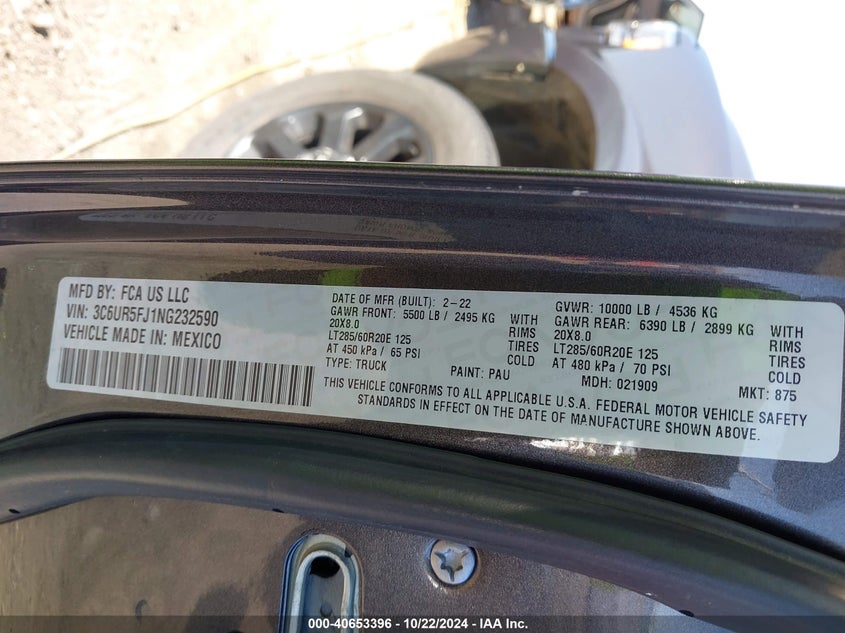 MFD BY: FCA US LLC
VIN: 3C6UR5FJ1NG232590
VEHICLE MADE IN: MEXICO
DATE OF MFR (BUILT): 2-22
GAWR FRONT: 5500 LB / 2495 KG WITH
20X8.0 RIMS
LT285/60R20E 125 TIRES
AT 450 kPa / 65 PSI COLD
TYPE: TRUCK PAINT: PAU
GVWR: 10000 LB / 4536 KG
GAWR REAR: 6390 LB / 2899 KG WITH
20X8.0 RIMS
LT285/60R20E 125 TIRES
AT 480 kPa / 70 PSI COLD
MDH: 021909 MKT: 875
THIS VEHICLE CONFORMS TO ALL APPLICABLE U.S.A. FEDERAL MOTOR VEHICLE SAFETY
STANDARDS IN EFFECT ON THE DATE OF MANUFACTURE SHOWN ABOVE.
000-40653396 - 10/22/2024 - IAA Inc.